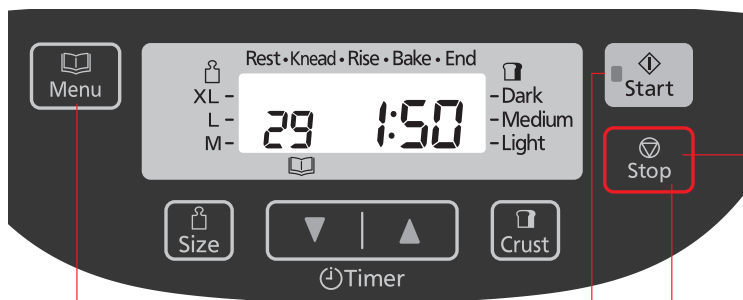 Menu
Rest • Knead • Rise • Bake • End
XL –
L –
M –
29
1:50
– Dark
– Medium
– Light
Start
Stop
Size
Crust
Timer